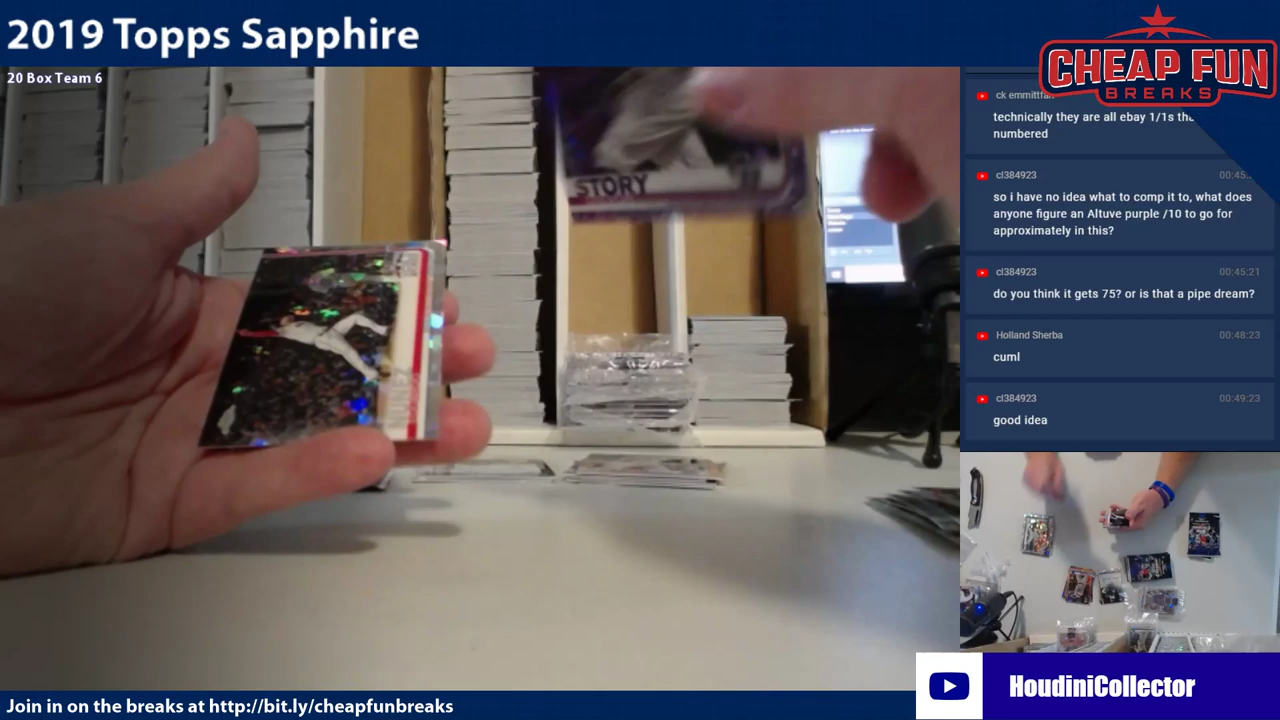 2019 Topps Sapphire
20 Box Team 6
CHEAP FUN
BREAKS
ck emmittfan
technically they are all ebay 1/1s
numbered
cl384923
so i have no idea what to comp it to, what does
anyone figure an Altuve purple /10 to go for
approximately in this?
cl384923
00:45:21
do you think it gets 75? or is that a pipe dream?
Holland Sherba
00:48:23
cuml
cl384923
00:49:23
good idea
STORY
HoudiniCollector
Join in on the breaks at http://bit.ly/cheapfunbreaks